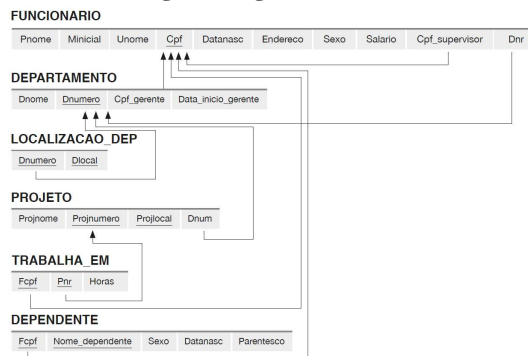 FUNCIONARIO
Pnome Minicial Unome Cpf Datanasc Endereco Sexo Salario Cpf_supervisor Dnr
DEPARTAMENTO
Dnome Dnumero Cpf_gerente Data_inicio_gerente
LOCALIZACAO_DEP
Dnumero Dlocal
PROJETO
Projnome Projnumero Projlocal Dnum
TRABALHA_EM
Fcpf Pnr Horas
DEPENDENTE
Fcpf Nome_dependente Sexo Datanasc Parentesco